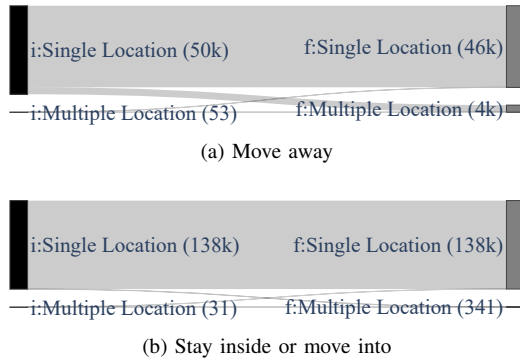 i:Single Location (50k) f:Single Location (46k)
i:Multiple Location (53) f:Multiple Location (4k)
(a) Move away
i:Single Location (138k) f:Single Location (138k)
i:Multiple Location (31) f:Multiple Location (341)
(b) Stay inside or move into